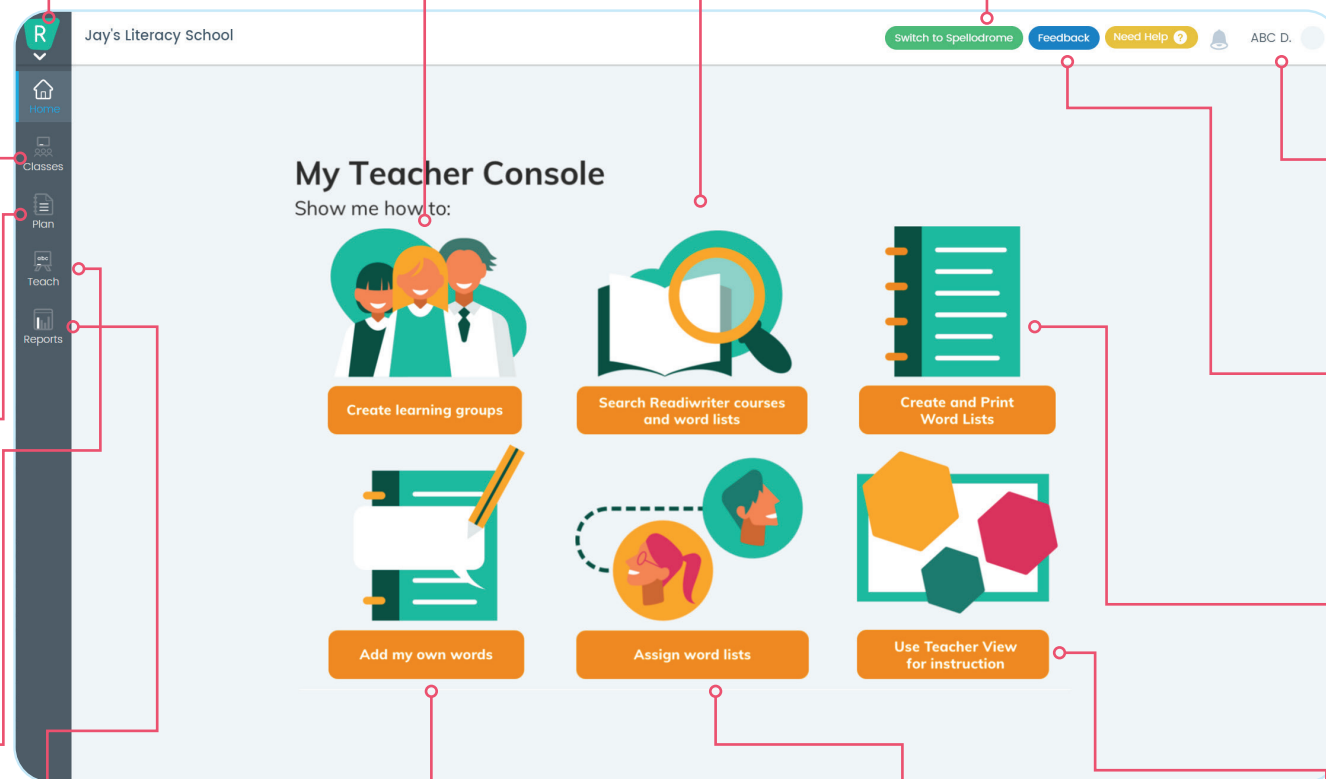 R
Jay's Literacy School
Switch to Spellodrome
Feedback
Need Help ?
ABC D.
Home
Classes
Plan
abc
Teach
Reports
My Teacher Console
Show me how to:
Create learning groups
Search Readiwriter courses
and word lists
Create and Print
Word Lists
Add my own words
Assign word lists
Use Teacher View
for instruction